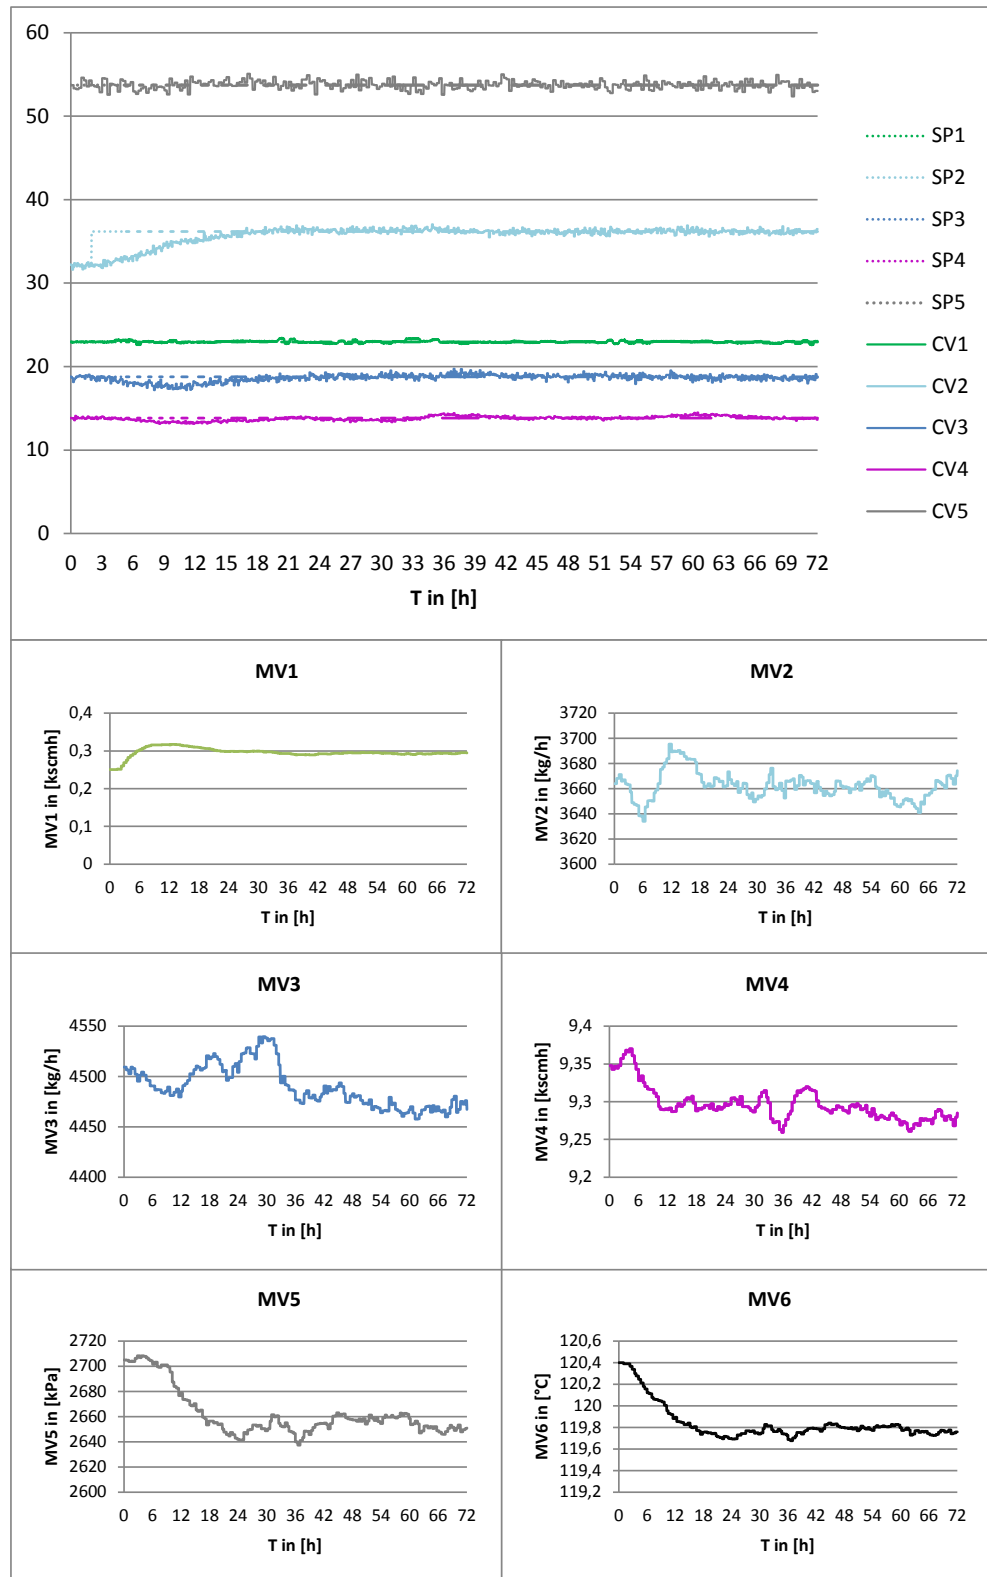 60
50
40
30
20
10
0
0 3 6 9 12 15 18 21 24 27 30 33 36 39 42 45 48 51 54 57 60 63 66 69 72
T in [h]
SP1
SP2
SP3
SP4
SP5
CV1
CV2
CV3
CV4
CV5
MV1
MV1 in [kscmh]
0,4
0,3
0,2
0,1
0
0 6 12 18 24 30 36 42 48 54 60 66 72
T in [h]
MV2
MV2 in [kg/h]
3720
3700
3680
3660
3640
3620
3600
0 6 12 18 24 30 36 42 48 54 60 66 72
T in [h]
MV3
MV3 in [kg/h]
4550
4500
4450
4400
0 6 12 18 24 30 36 42 48 54 60 66 72
T in [h]
MV4
MV4 in [kscmh]
9,4
9,35
9,3
9,25
9,2
0 6 12 18 24 30 36 42 48 54 60 66 72
T in [h]
MV5
MV5 in [kPa]
2720
2700
2680
2660
2640
2620
2600
0 6 12 18 24 30 36 42 48 54 60 66 72
T in [h]
MV6
MV6 in [°C]
120,6
120,4
120,2
120
119,8
119,6
119,4
119,2
0 6 12 18 24 30 36 42 48 54 60 66 72
T in [h]